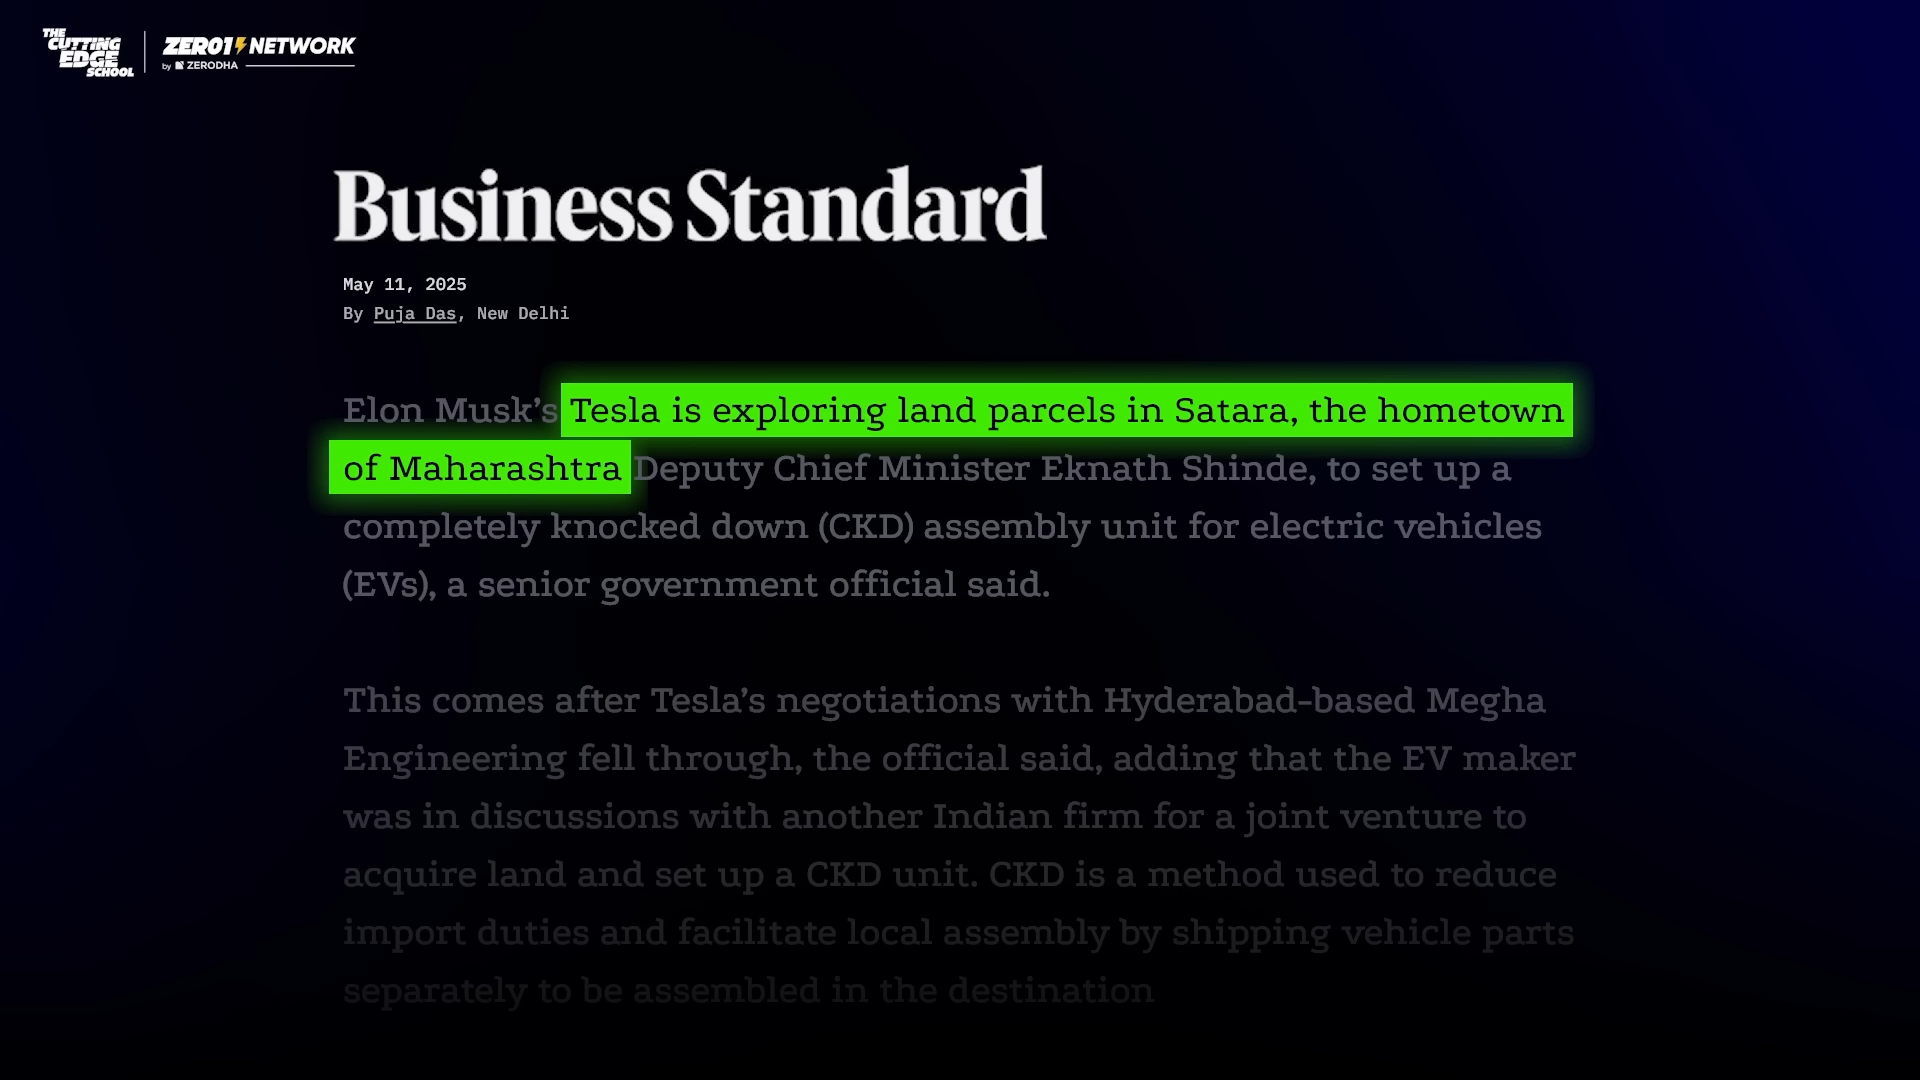 THE
CUTTING
EDGE
SCHOOL
ZERO1 NETWORK
by ZERODHA
Business Standard
May 11, 2025
By Puja Das, New Delhi
Elon Musk’s Tesla is exploring land parcels in Satara, the hometown
of Maharashtra Deputy Chief Minister Eknath Shinde, to set up a
completely knocked down (CKD) assembly unit for electric vehicles
(EVs), a senior government official said.
This comes after Tesla’s negotiations with Hyderabad-based Megha
Engineering fell through, the official said, adding that the EV maker
was in discussions with another Indian firm for a joint venture to
acquire land and set up a CKD unit. CKD is a method used to reduce
import duties and facilitate local assembly by shipping vehicle parts
separately to be assembled in the destination